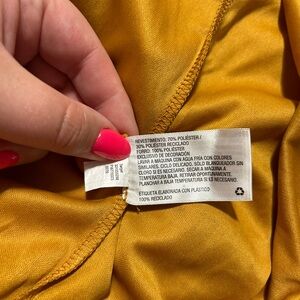 REVESTIMIENTO: 70% POLIÉSTER /
30% POLIÉSTER RECICLADO
FORRO: 100% POLIÉSTER
EXCLUSIVO DE DECORACIÓN
LAVAR A MÁQUINA CON AGUA FRÍA CON COLORES
SIMILARES, CICLO DELICADO, SOLO BLANQUEADOR SIN
CLORO SI ES NECESARIO. SECAR A MÁQUINA A
TEMPERATURA BAJA. RETIRAR OPORTUNAMENTE.
PLANCHAR A BAJA TEMPERATURA SI ES NECESARIO.
ETIQUETA ELABORADA CON PLÁSTICO
100% RECICLADO